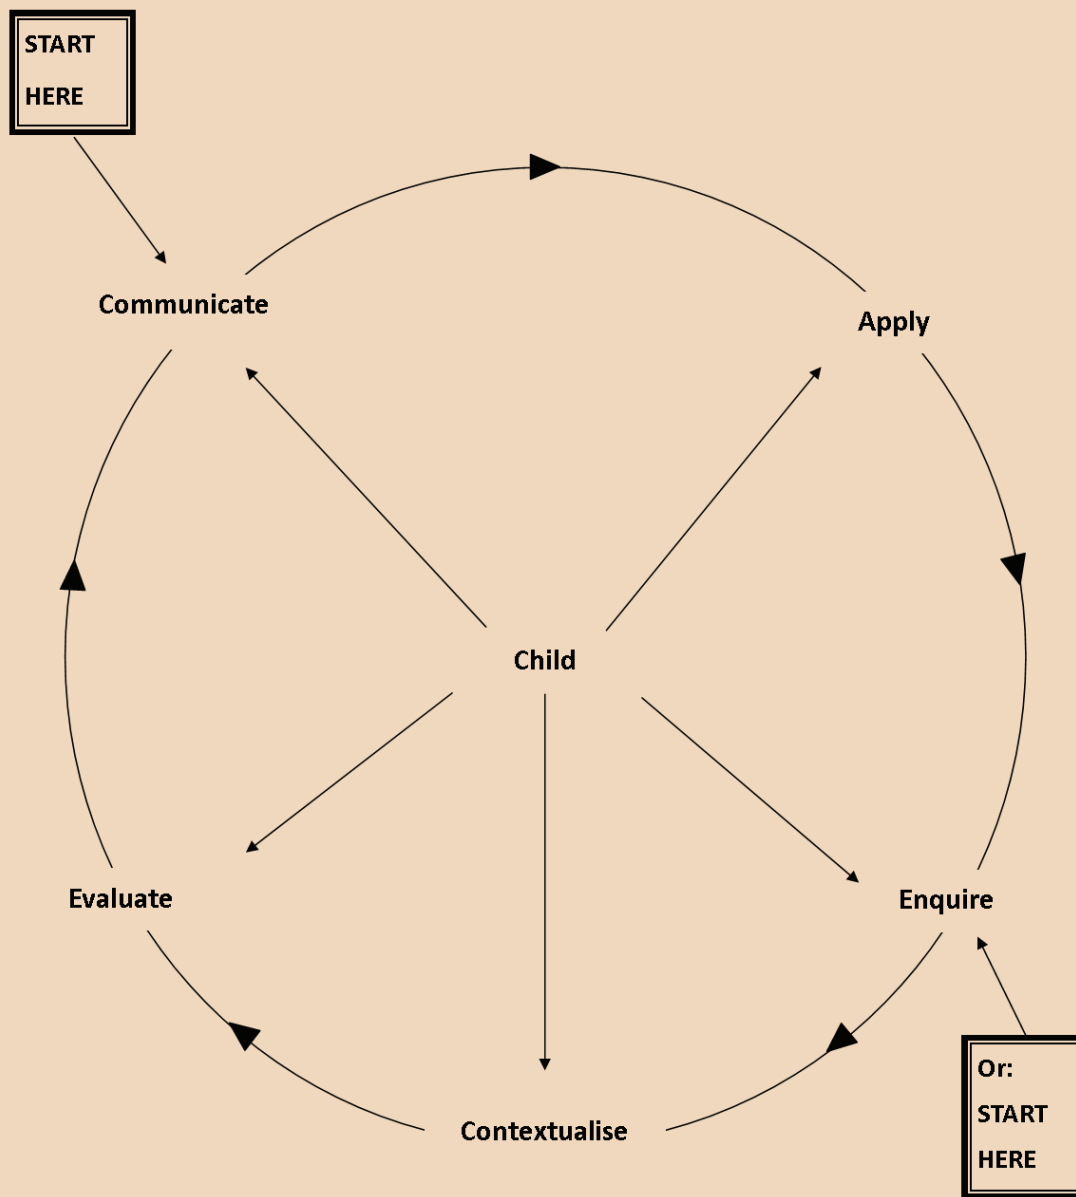 START
HERE
Communicate
Apply
Child
Evaluate
Enquire
Contextualise
Or:
START
HERE